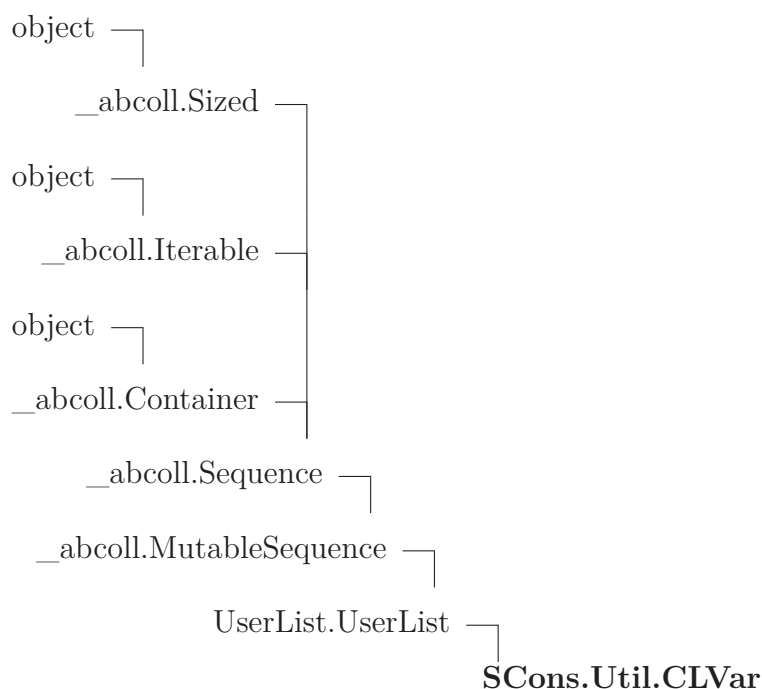 object
_abcoll.Sized
object
_abcoll.Iterable
object
_abcoll.Container
_abcoll.Sequence
_abcoll.MutableSequence
UserList.UserList
SCons.Util.CLVar